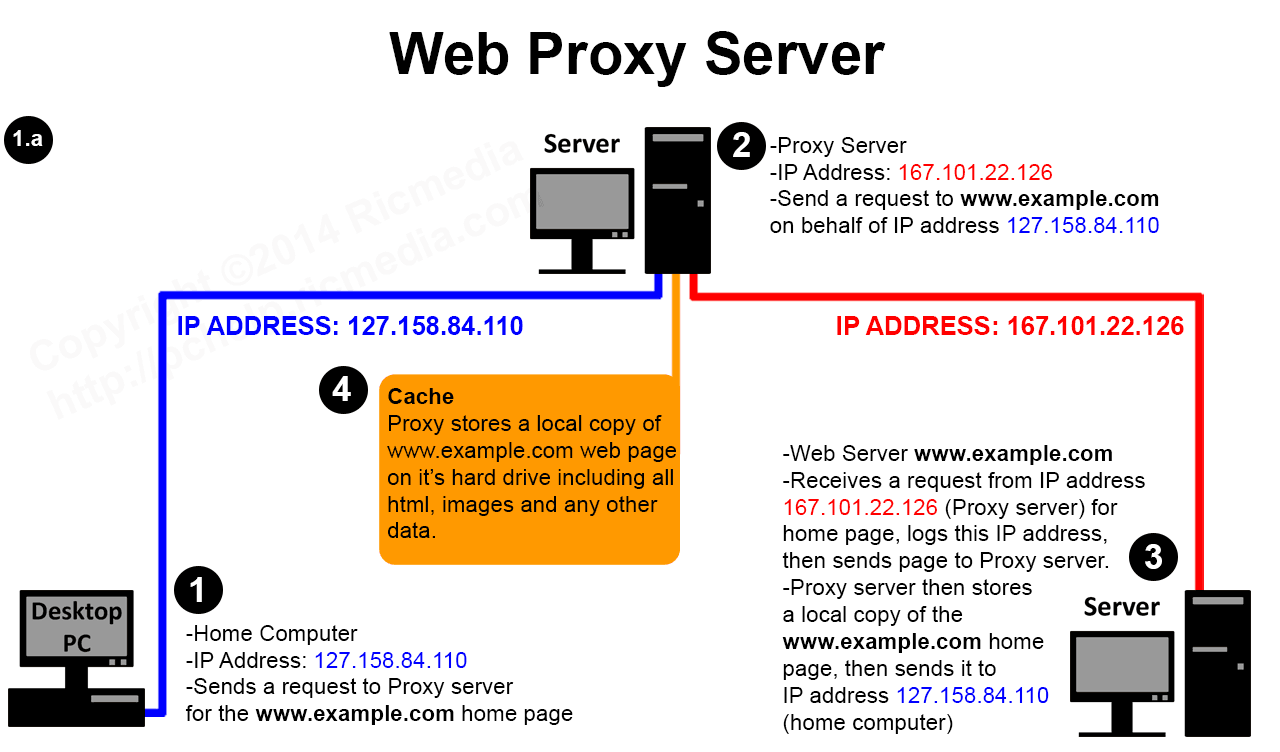 Web Proxy Server
1.a
Server
2
-Proxy Server
-IP Address: 167.101.22.126
-Send a request to www.example.com
on behalf of IP address 127.158.84.110
Copyright ©2014 Ricmedia
ricmedia.com
IP ADDRESS: 127.158.84.110
IP ADDRESS: 167.101.22.126
4
Cache
Proxy stores a local copy of
www.example.com web page
on it's hard drive including all
html, images and any other
data.
1
Desktop
PC
-Home Computer
-IP Address: 127.158.84.110
-Sends a request to Proxy server
for the www.example.com home page
-Web Server www.example.com
-Receives a request from IP address
167.101.22.126 (Proxy server) for
home page, logs this IP address,
then sends page to Proxy server.
-Proxy server then stores
a local copy of the
www.example.com home
page, then sends it to
IP address 127.158.84.110
(home computer)
3
Server